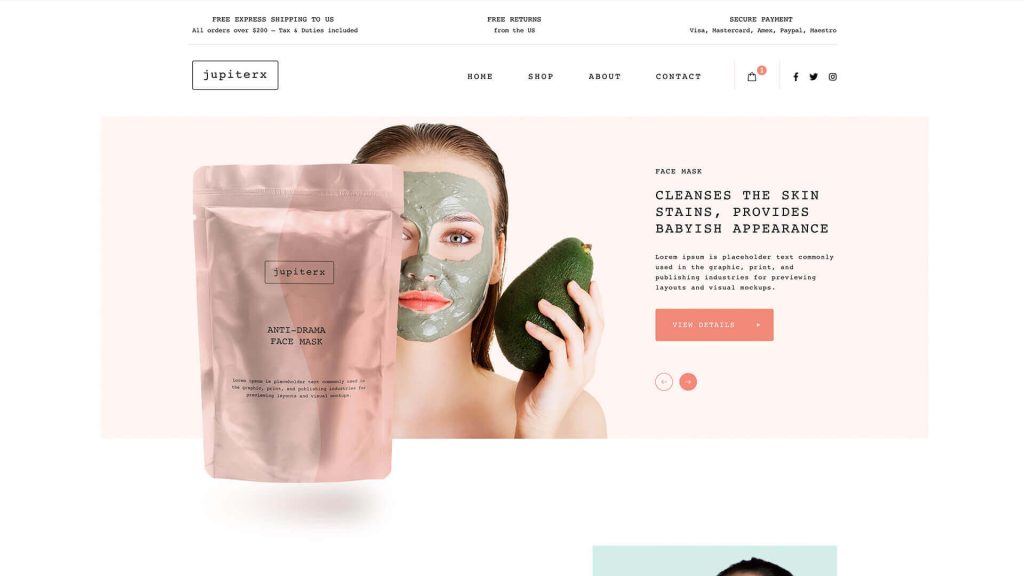 FREE EXPRESS SHIPPING TO US
All orders over $200 — Tax & Duties included
FREE RETURNS
from the US
SECURE PAYMENT
Visa, Mastercard, Amex, Paypal, Maestro
jupiterx
HOME
SHOP
ABOUT
CONTACT
1
FACE MASK
CLEANSES THE SKIN
STAINS, PROVIDES
BABYISH APPEARANCE
Lorem ipsum is placeholder text commonly
used in the graphic, print, and
publishing industries for previewing
layouts and visual mockups.
VIEW DETAILS
jupiterx
ANTI—DRAMA
FACE MASK
Lorem ipsum is placeholder text commonly used in
the graphic, print, and publishing industries for
previewing layouts and visual mockups.